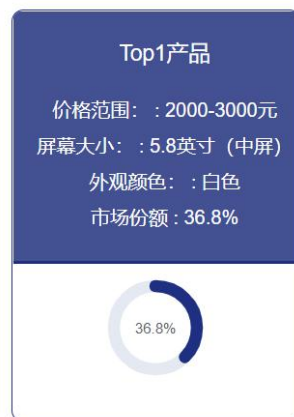 Top1产品
价格范围： : 2000-3000元
屏幕大小： : 5.8英寸（中屏）
外观颜色： : 白色
市场份额 : 36.8%
36.8%